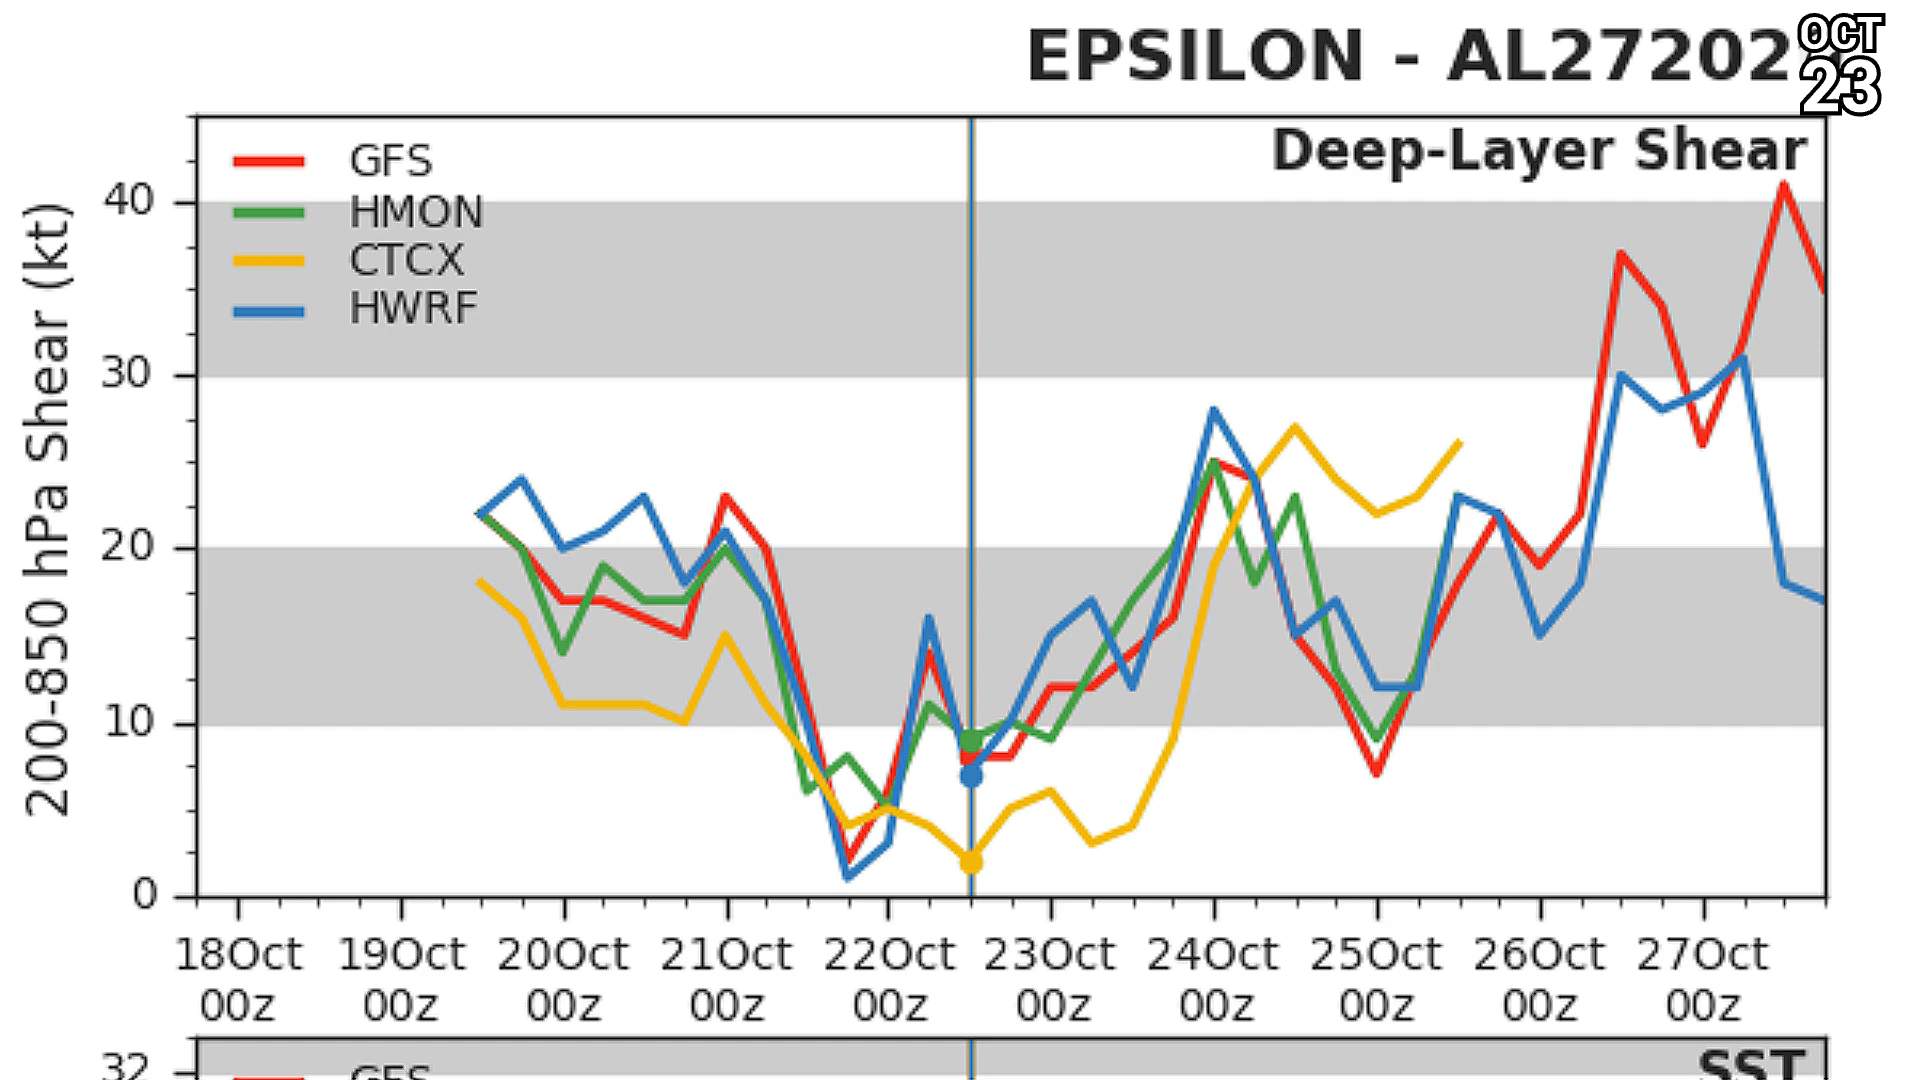 EPSILON - AL27202
OCT
23
Deep-Layer Shear
GFS
HMON
CTCX
HWRF
200-850 hPa Shear (kt)
40
30
20
10
0
18Oct 19Oct 20Oct 21Oct 22Oct 23Oct 24Oct 25Oct 26Oct 27Oct
00z 00z 00z 00z 00z 00z 00z 00z 00z 00z
32
GFS
SST